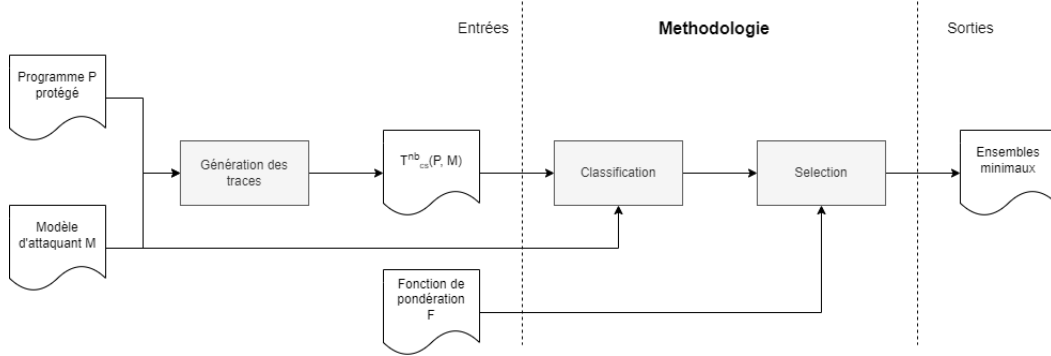 Entrées
Methodologie
Sorties
Programme P
protégé
Génération des
traces
T^nb_cs(P, M)
Classification
Selection
Ensembles
minimaux
Modèle
d'attaquant M
Fonction de
pondération
F